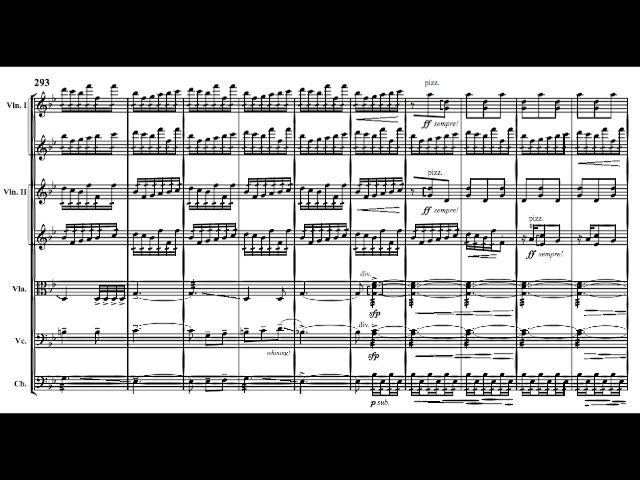 293
pizz.
Vln. I
ff sempre!
pizz.
Vln. II
ff sempre!
pizz.
ff sempre!
div.
Vla.
sfp
div.
Vc.
whining!
sfp
Cb.
p sub.